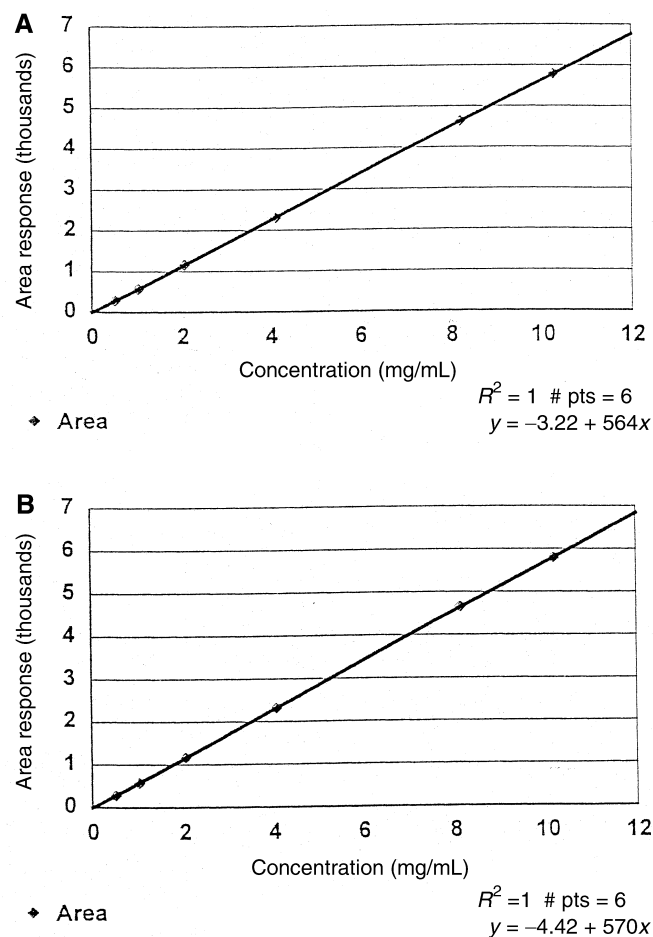 A
7
6
5
4
3
2
1
0
Area response (thousands)
0 2 4 6 8 10 12
Concentration (mg/mL)
R² = 1 # pts = 6
y = −3.22 + 564x
Area
B
7
6
5
4
3
2
1
0
Area response (thousands)
0 2 4 6 8 10 12
Concentration (mg/mL)
R² =1 # pts = 6
y = −4.42 + 570x
Area